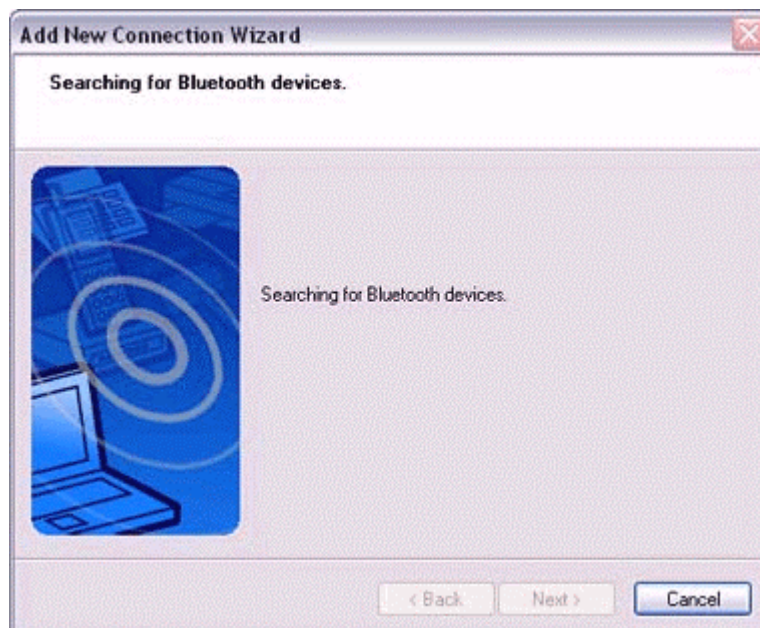 Add New Connection Wizard
Searching for Bluetooth devices.
Searching for Bluetooth devices.
< Back Next > Cancel